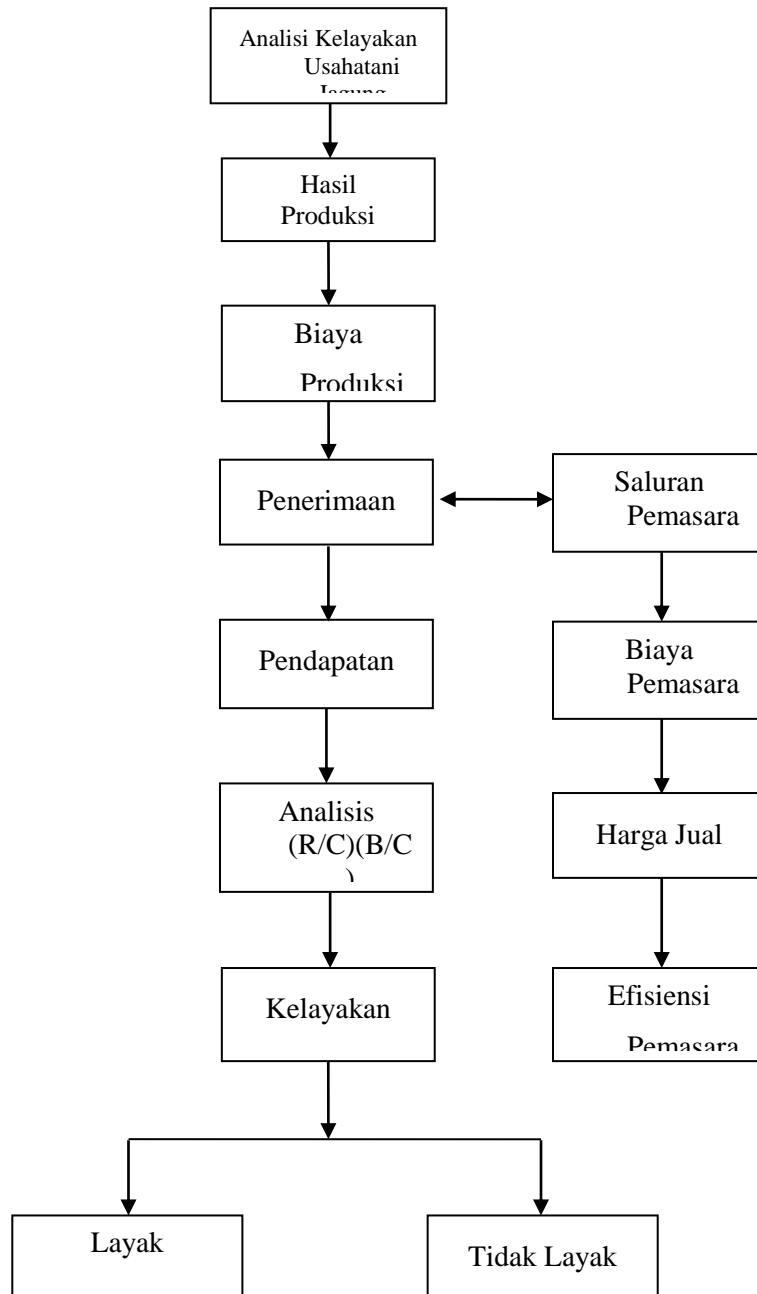 Analisi Kelayakan
Usahatani
Jagung
Hasil
Produksi
Biaya
Produksi
Penerimaan
Saluran
Pemasara
Pendapatan
Biaya
Pemasara
Analisis
(R/C)(B/C
)
Harga Jual
Kelayakan
Efisiensi
Pemasara
Layak
Tidak Layak